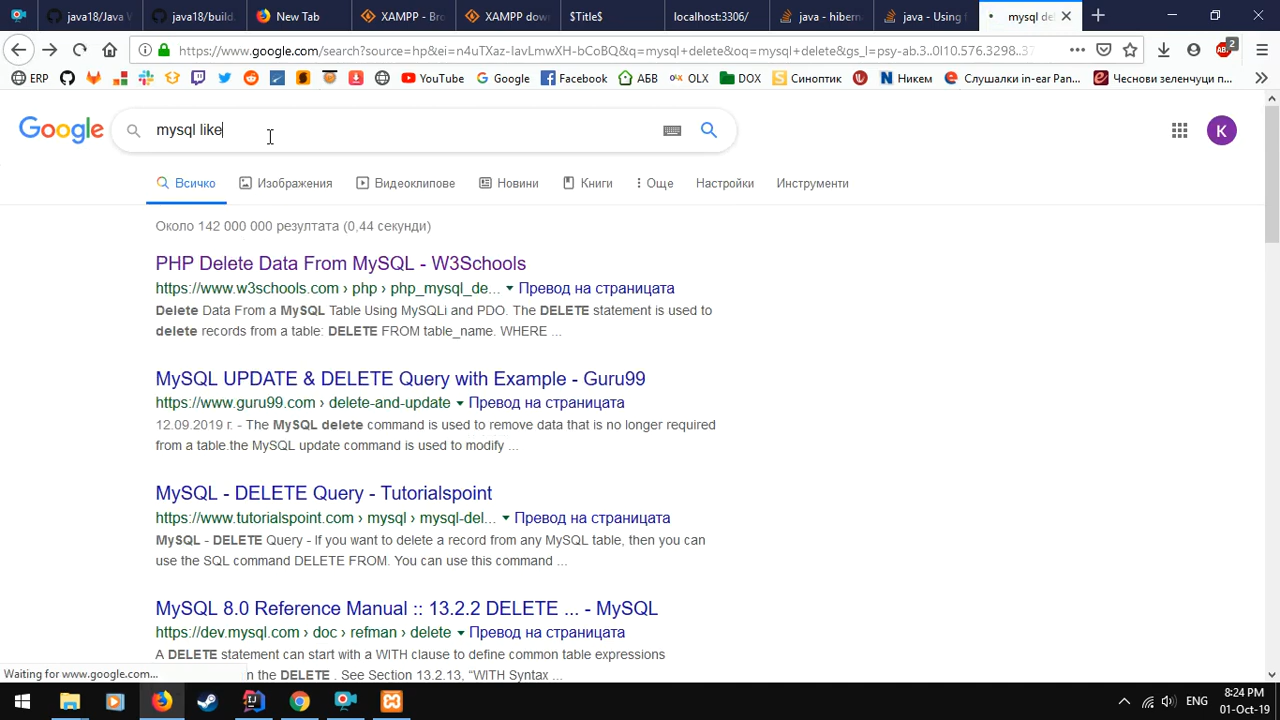 java18/Java W
java18/build.
New Tab
XAMPP - Bro
XAMPP dow
$Title$
localhost:3306/
java - hibern
java - Using f
mysql del
https://www.google.com/search?source=hp&ei=n4uTXaz-IavLmwXH-bCoBQ&q=mysql+delete&oq=mysql+delete&gs_l=psy-ab.3..0l10.576.3298..37
2
ERP
YouTube
Google
Facebook
АБВ
OLX
DOX
Синоптик
Никем
Слушалки in-ear Pan...
Чеснови зеленчуци п...
Google
mysql like
K
Всичко
Изображения
Видеоклипове
Новини
Книги
Още
Настройки
Инструменти
Около 142 000 000 резултата (0,44 секунди)
PHP Delete Data From MySQL - W3Schools
https://www.w3schools.com › php › php_mysql_de... Превод на страницата
Delete Data From a MySQL Table Using MySQLi and PDO. The DELETE statement is used to
delete records from a table: DELETE FROM table_name. WHERE ...
MySQL UPDATE & DELETE Query with Example - Guru99
https://www.guru99.com › delete-and-update Превод на страницата
12.09.2019 г. - The MySQL delete command is used to remove data that is no longer required
from a table.the MySQL update command is used to modify ...
MySQL - DELETE Query - Tutorialspoint
https://www.tutorialspoint.com › mysql › mysql-del... Превод на страницата
MySQL - DELETE Query - If you want to delete a record from any MySQL table, then you can
use the SQL command DELETE FROM. You can use this command ...
MySQL 8.0 Reference Manual :: 13.2.2 DELETE ... - MySQL
https://dev.mysql.com › doc › refman › delete Превод на страницата
A DELETE statement can start with a WITH clause to define common table expressions
n the DELETE . See Section 13.2.13, “WITH Syntax ...
Waiting for www.google.com...
ENG
8:24 PM
01-Oct-19